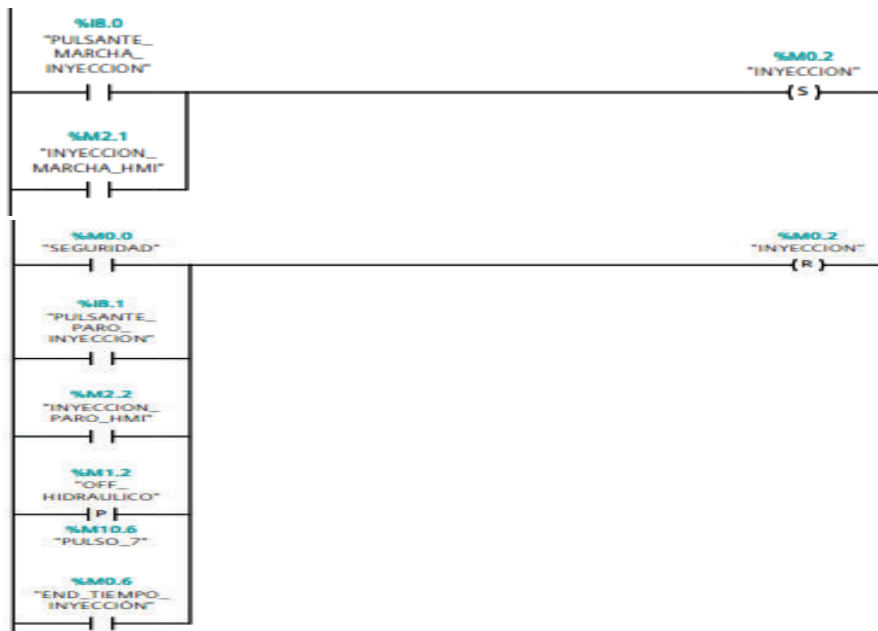 %I8.0
"PULSANTE_
MARCHA_
INYECCION"
%M0.2
"INYECCION"
S
%M2.1
"INYECCION_
MARCHA_HMI"
%M0.0
"SEGURIDAD"
%M0.2
"INYECCION"
R
%I8.1
"PULSANTE_
PARO_
INYECCION"
%M2.2
"INYECCION_
PARO_HMI"
%M1.2
"OFF_
HIDRAULICO"
P
%M10.6
"PULSO_7"
%M0.6
"END_TIEMPO_
INYECCIÓN"